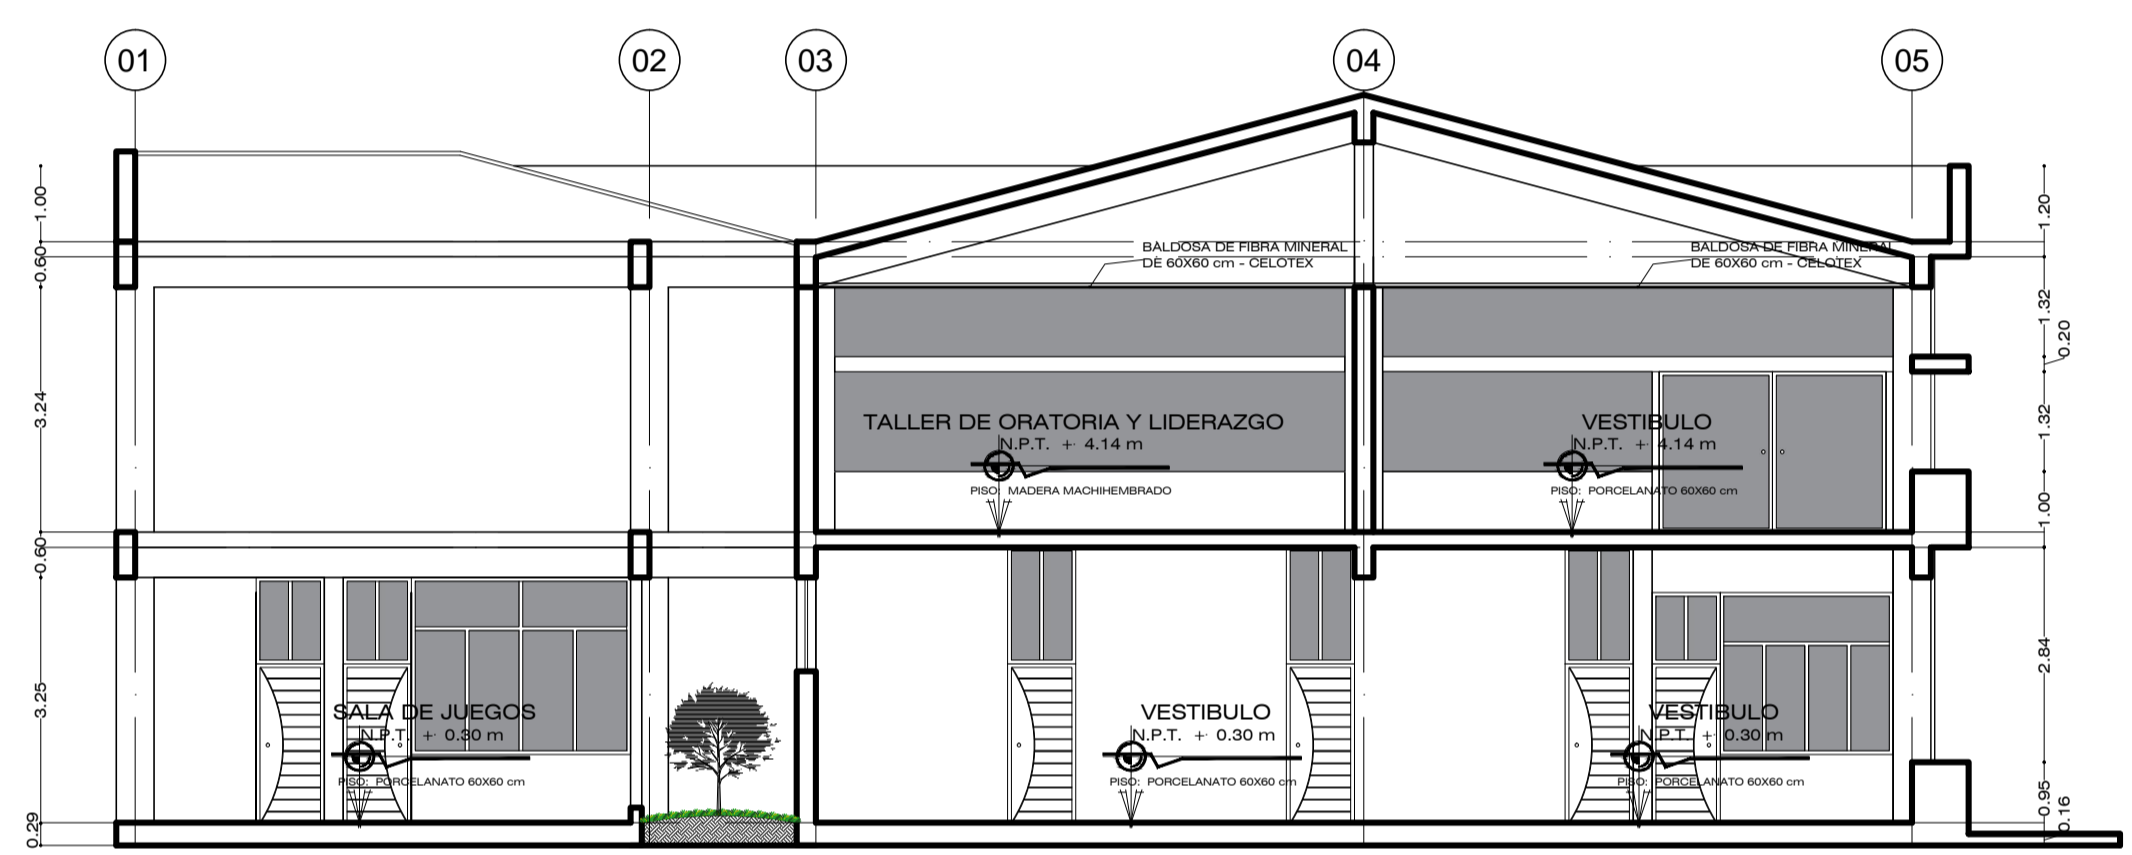 01
02
03
04
05
BALDOSA DE FIBRA MINERAL
DE 60X60 cm - CELOTEX
BALDOSA DE FIBRA MINERAL
DE 60X60 cm - CELOTEX
1.00
0.60
3.24
0.60
3.25
0.29
TALLER DE ORATORIA Y LIDERAZGO
N.P.T. + 4.14 m
PISO: MADERA MACHIHEMBRADO
VESTIBULO
N.P.T. + 4.14 m
PISO: PORCELANATO 60X60 cm
SALA DE JUEGOS
N.P.T. + 0.30 m
PISO: PORCELANATO 60X60 cm
VESTIBULO
N.P.T. + 0.30 m
PISO: PORCELANATO 60X60 cm
VESTIBULO
N.P.T. + 0.30 m
PISO: PORCELANATO 60X60 cm
1.20
1.32
0.20
1.32
1.00
2.84
0.95
0.16